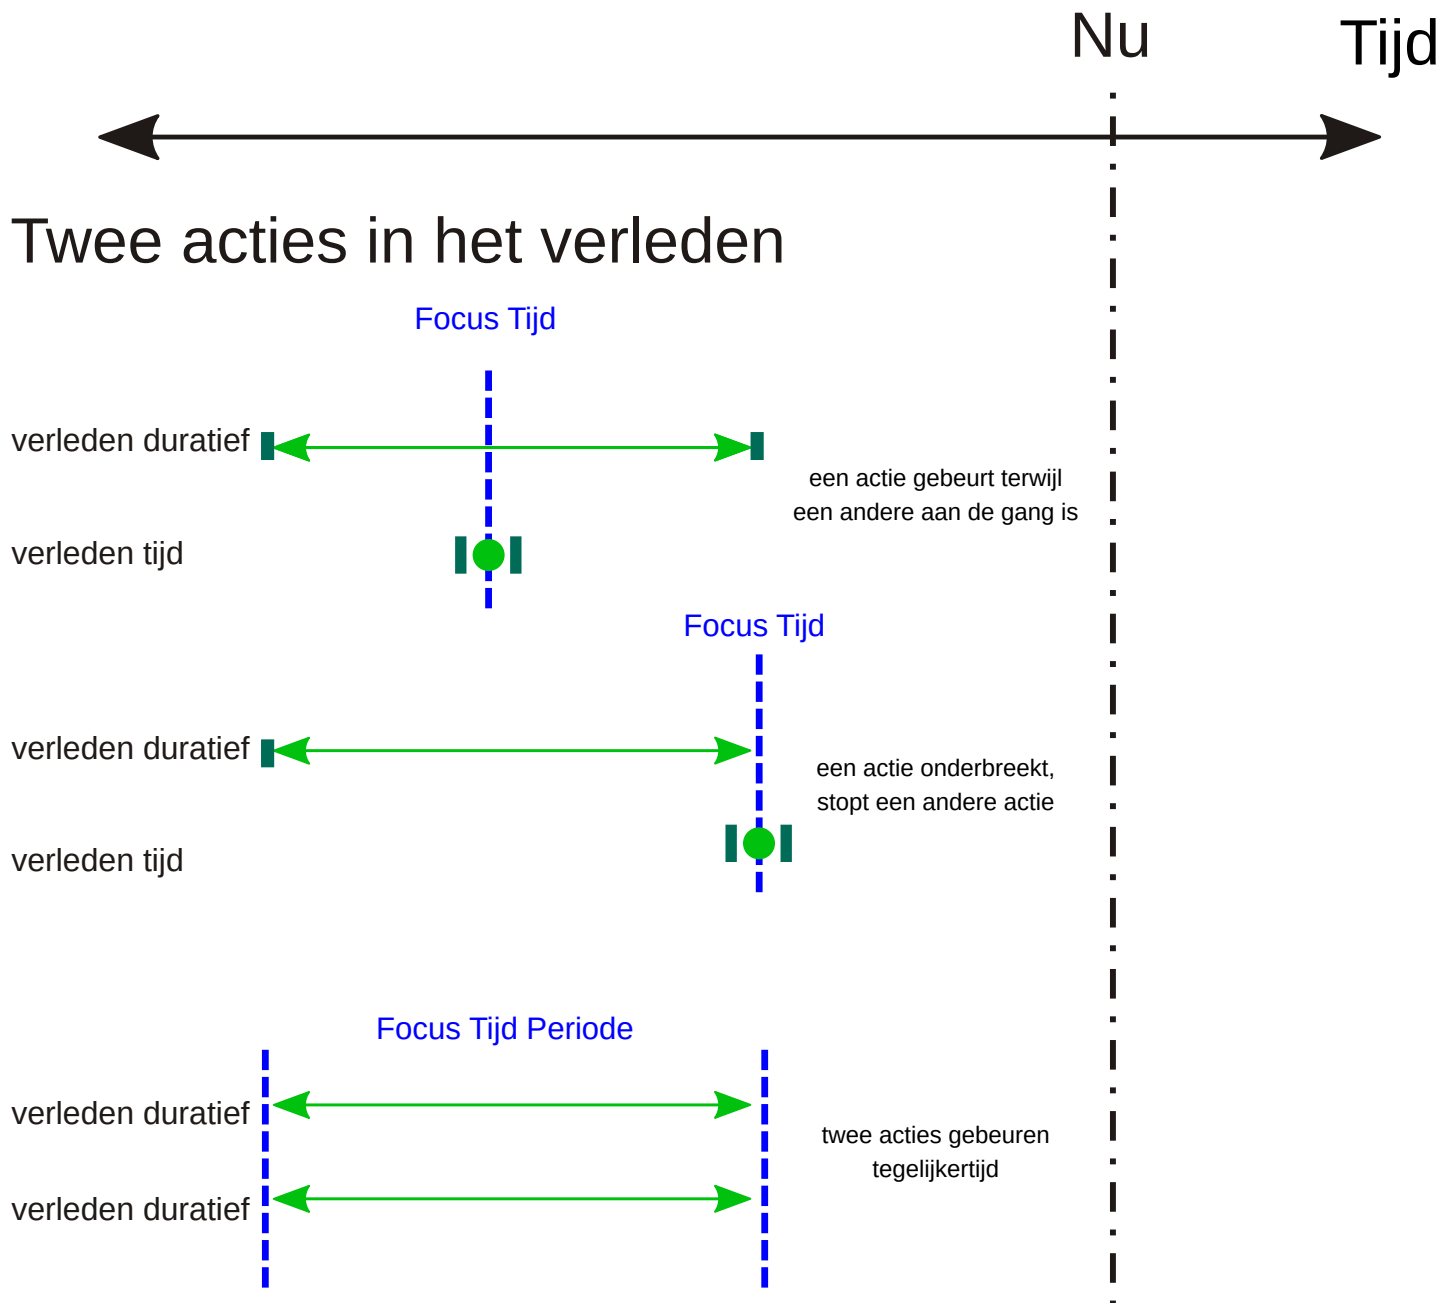 Nu
Tijd
Twee acties in het verleden
Focus Tijd
verleden duratief
een actie gebeurt terwijl
een andere aan de gang is
verleden tijd
Focus Tijd
verleden duratief
een actie onderbreekt,
stopt een andere actie
verleden tijd
Focus Tijd Periode
verleden duratief
twee acties gebeuren
tegelijkertijd
verleden duratief